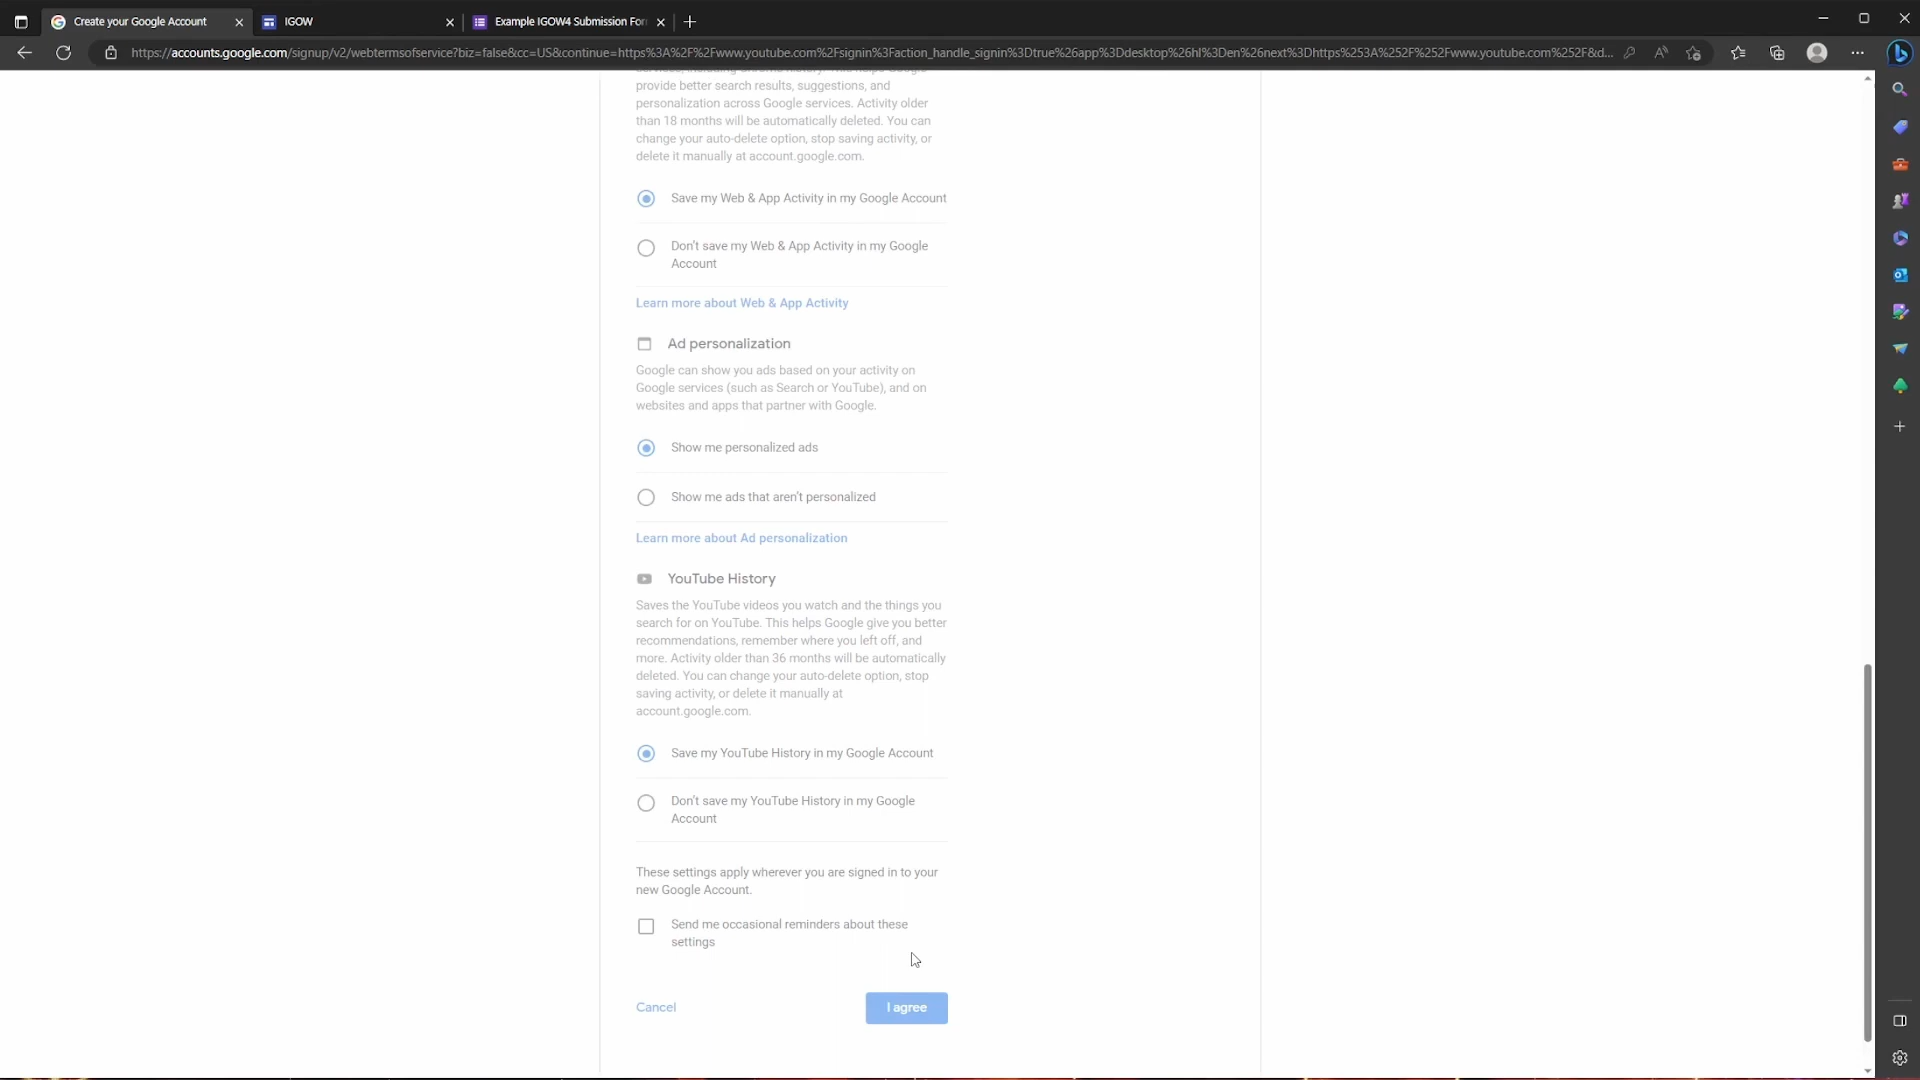 Create your Google Account
IGOW
Example IGOW4 Submission For
https://accounts.google.com/signup/v2/webtermsofservice?biz=false&cc=US&continue=https%3A%2F%2Fwww.youtube.com%2Fsignin%3Faction_handle_signin%3Dtrue%26app%3Ddesktop%26hl%3Den%26next%3Dhttps%253A%252F%252Fwww.youtube.com%252F&d...
provide better search results, suggestions, and
personalization across Google services. Activity older
than 18 months will be automatically deleted. You can
change your auto-delete option, stop saving activity, or
delete it manually at account.google.com.
Save my Web & App Activity in my Google Account
Don't save my Web & App Activity in my Google
Account
Learn more about Web & App Activity
Ad personalization
Google can show you ads based on your activity on
Google services (such as Search or YouTube), and on
websites and apps that partner with Google.
Show me personalized ads
Show me ads that aren't personalized
Learn more about Ad personalization
YouTube History
Saves the YouTube videos you watch and the things you
search for on YouTube. This helps Google give you better
recommendations, remember where you left off, and
more. Activity older than 36 months will be automatically
deleted. You can change your auto-delete option, stop
saving activity, or delete it manually at
account.google.com.
Save my YouTube History in my Google Account
Don't save my YouTube History in my Google
Account
These settings apply wherever you are signed in to your
new Google Account.
Send me occasional reminders about these
settings
Cancel
I agree